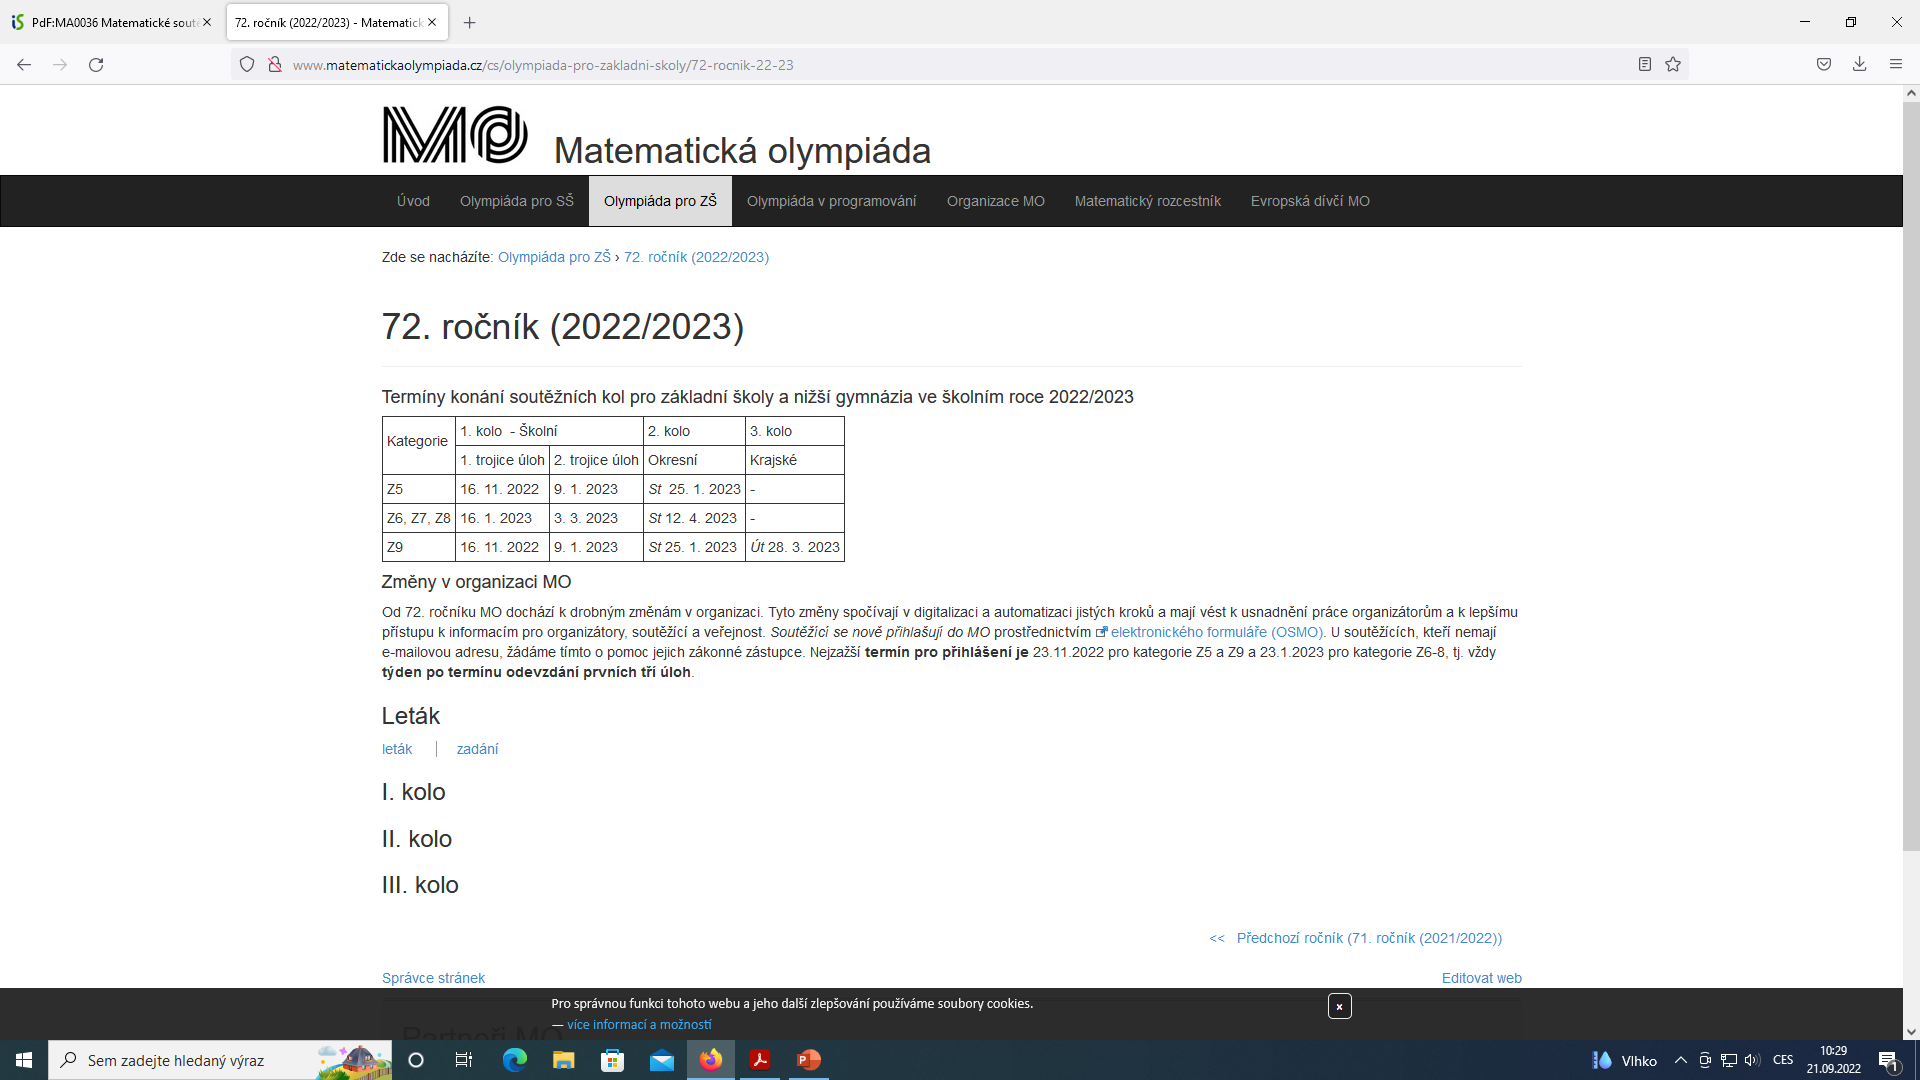 PdF:MA0036 Matematické sout
72. ročník (2022/2023) - Matematick
www.matematickaolympiada.cz/cs/olympiada-pro-zakladni-skoly/72-rocnik-22-23
MO Matematická olympiáda
Úvod Olympiáda pro SŠ Olympiáda pro ZŠ Olympiáda v programování Organizace MO Matematický rozcestník Evropská dívčí MO
Zde se nacházíte: Olympiáda pro ZŠ › 72. ročník (2022/2023)
72. ročník (2022/2023)
Termíny konání soutěžních kol pro základní školy a nižší gymnázia ve školním roce 2022/2023
Kategorie 1. kolo - Školní 2. kolo 3. kolo
1. trojice úloh 2. trojice úloh Okresní Krajské
Z5 16. 11. 2022 9. 1. 2023 St 25. 1. 2023 -
Z6, Z7, Z8 16. 1. 2023 3. 3. 2023 St 12. 4. 2023 -
Z9 16. 11. 2022 9. 1. 2023 St 25. 1. 2023 Út 28. 3. 2023
Změny v organizaci MO
Od 72. ročníku MO dochází k drobným změnám v organizaci. Tyto změny spočívají v digitalizaci a automatizaci jistých kroků a mají vést k usnadnění práce organizátorům a k lepšímu
přístupu k informacím pro organizátory, soutěžící a veřejnost. Soutěžící se nově přihlašují do MO prostřednictvím elektronického formuláře (OSMO). U soutěžících, kteří nemají
e-mailovou adresu, žádáme tímto o pomoc jejich zákonné zástupce. Nejzažší termín pro přihlášení je 23.11.2022 pro kategorie Z5 a Z9 a 23.1.2023 pro kategorie Z6-8, tj. vždy
týden po termínu odevzdání prvních tří úloh.
Leták
leták | zadání
I. kolo
II. kolo
III. kolo
<< Předchozí ročník (71. ročník (2021/2022))
Správce stránek Editovat web
Pro správnou funkci tohoto webu a jeho další zlepšování používáme soubory cookies. ×
— více informací a možností
Partneři MO
Sem zadejte hledaný výraz
Vlhko CES 10:29
21.09.2022 1